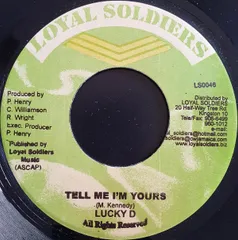 LOYAL SOLDIERS
LS0046
Produced by
P. Henry
C. Williamson
R. Wright
Exec. Producer
P. Henry
Published by
Loyal Soldiers
Music
(ASCAP)
Distributed by
LOYAL SOLDIERS
20 Half-Way Tree Rd
Kingston 10
TELL ME I'M YOURS
(M. Kennedy)
LUCKY D
All Rights Reserved